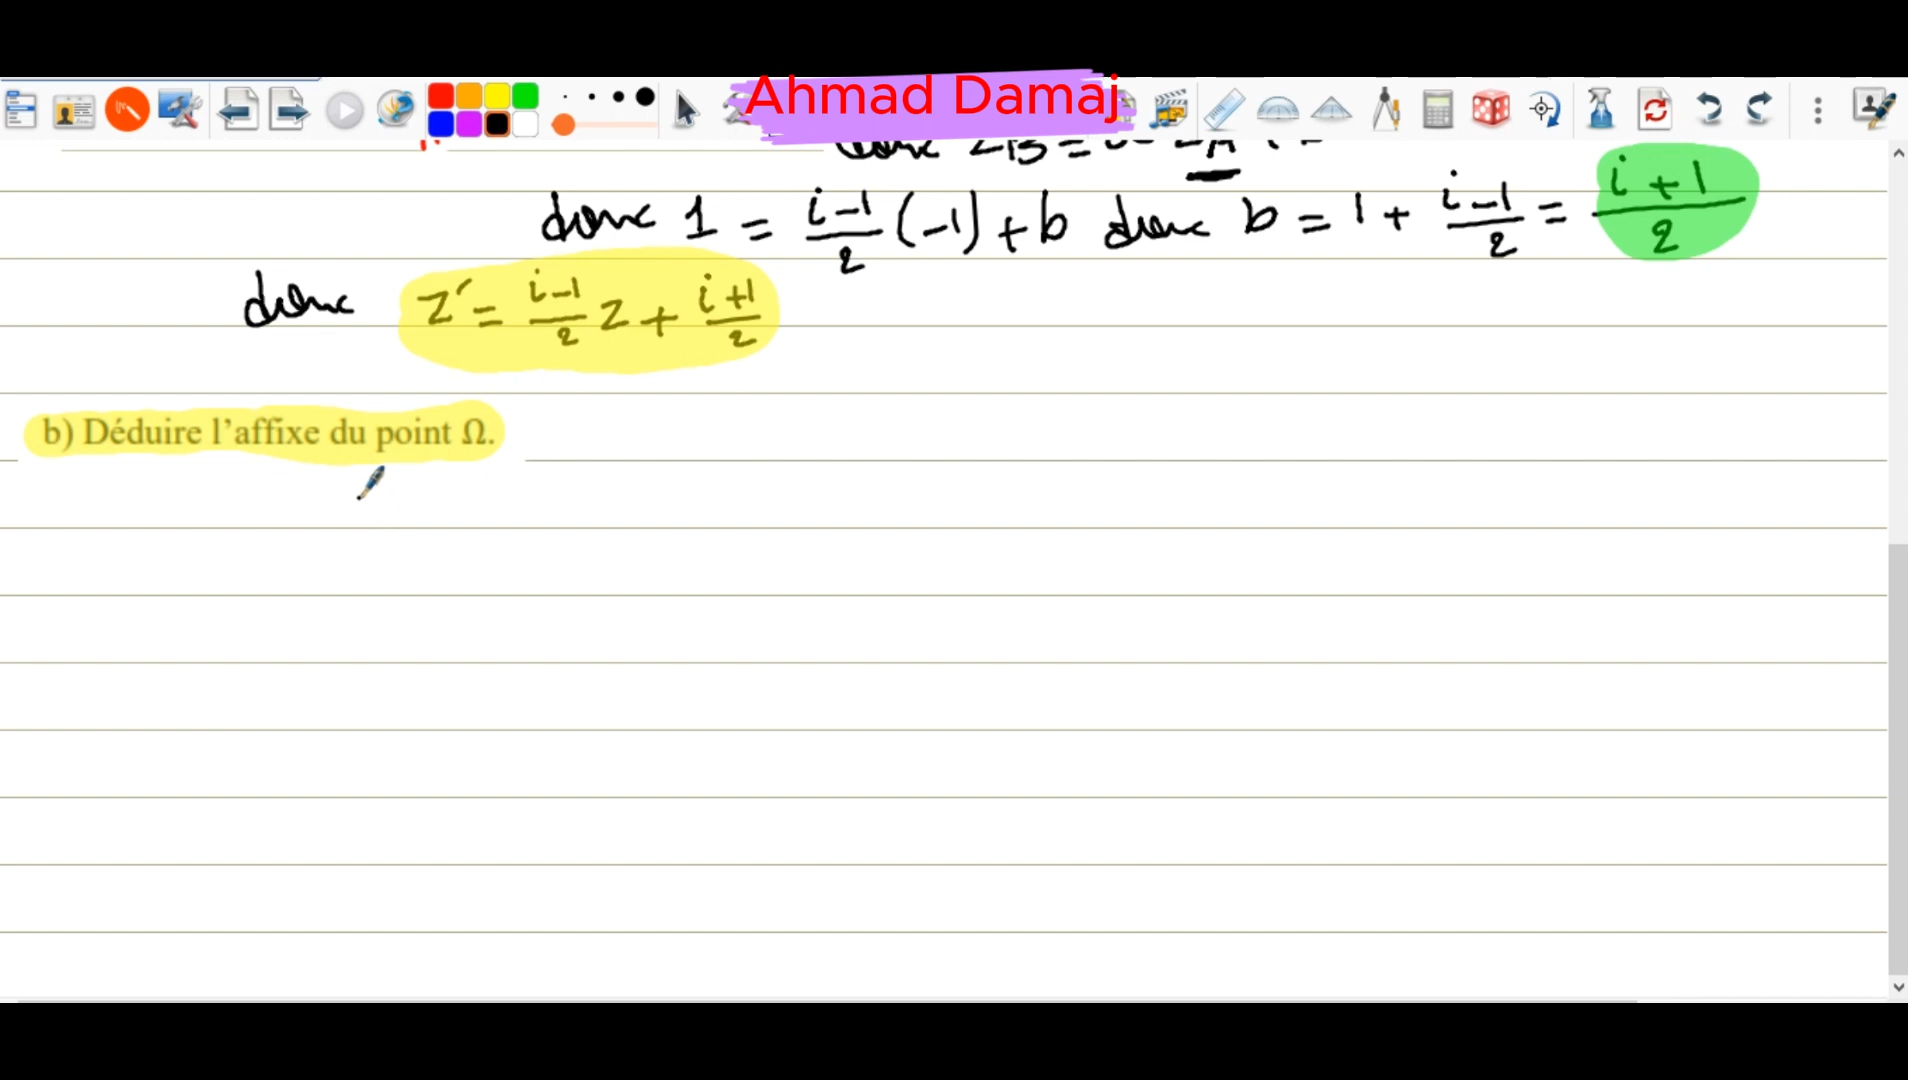 Ahmad Damaj
donc 1 = i-1/2 (-1) + b donc b = 1 + i-1/2 = i+1/2
donc z' = i-1/2 z + i+1/2
b) Déduire l’affixe du point Ω.